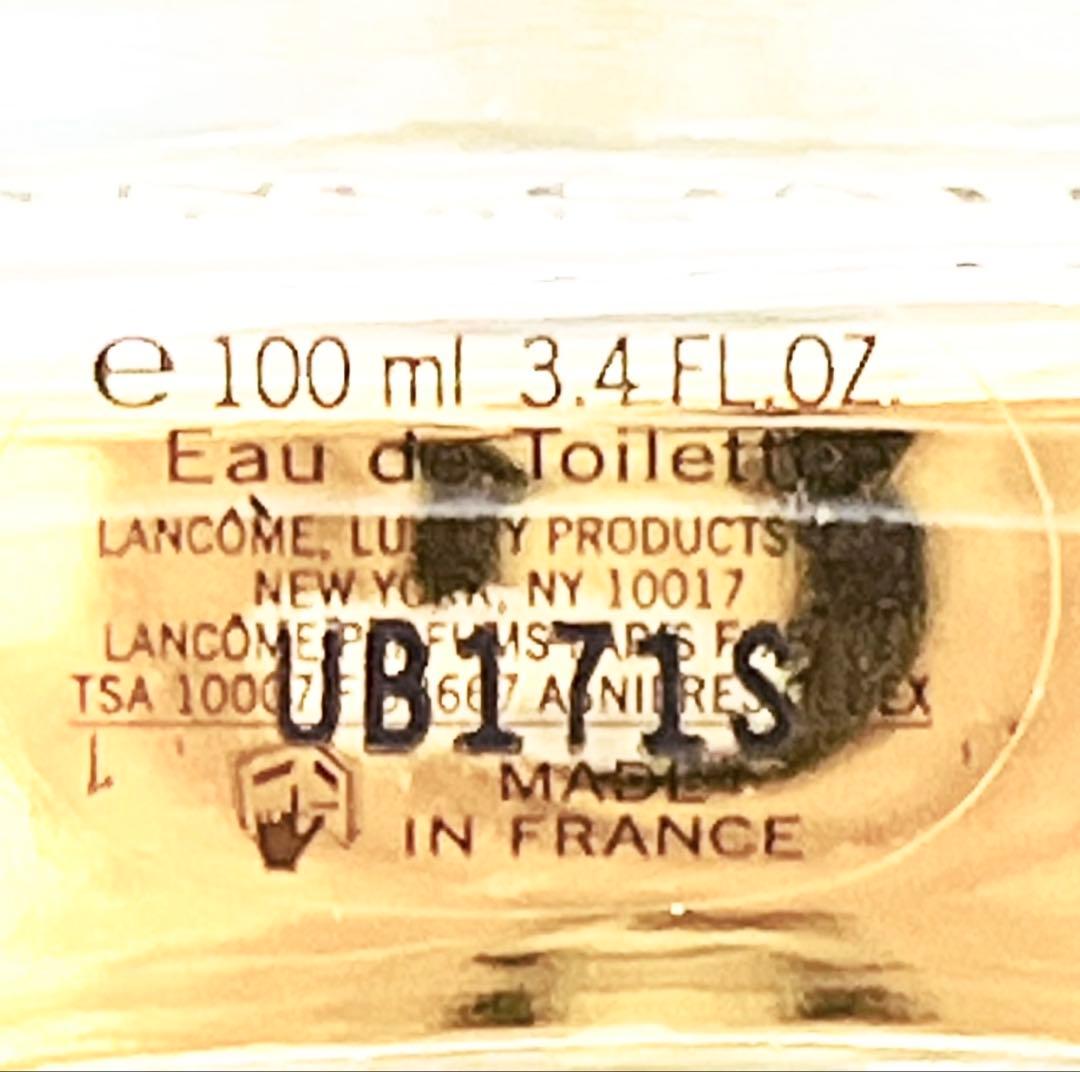 e 100 ml 3.4 FL.OZ.
Eau de Toilette
LANCÔME, LUXURY PRODUCTS
NEW YORK, NY 10017
LANCÔME PARFUMS PARIS
UB171S
TSA
MADE
IN FRANCE